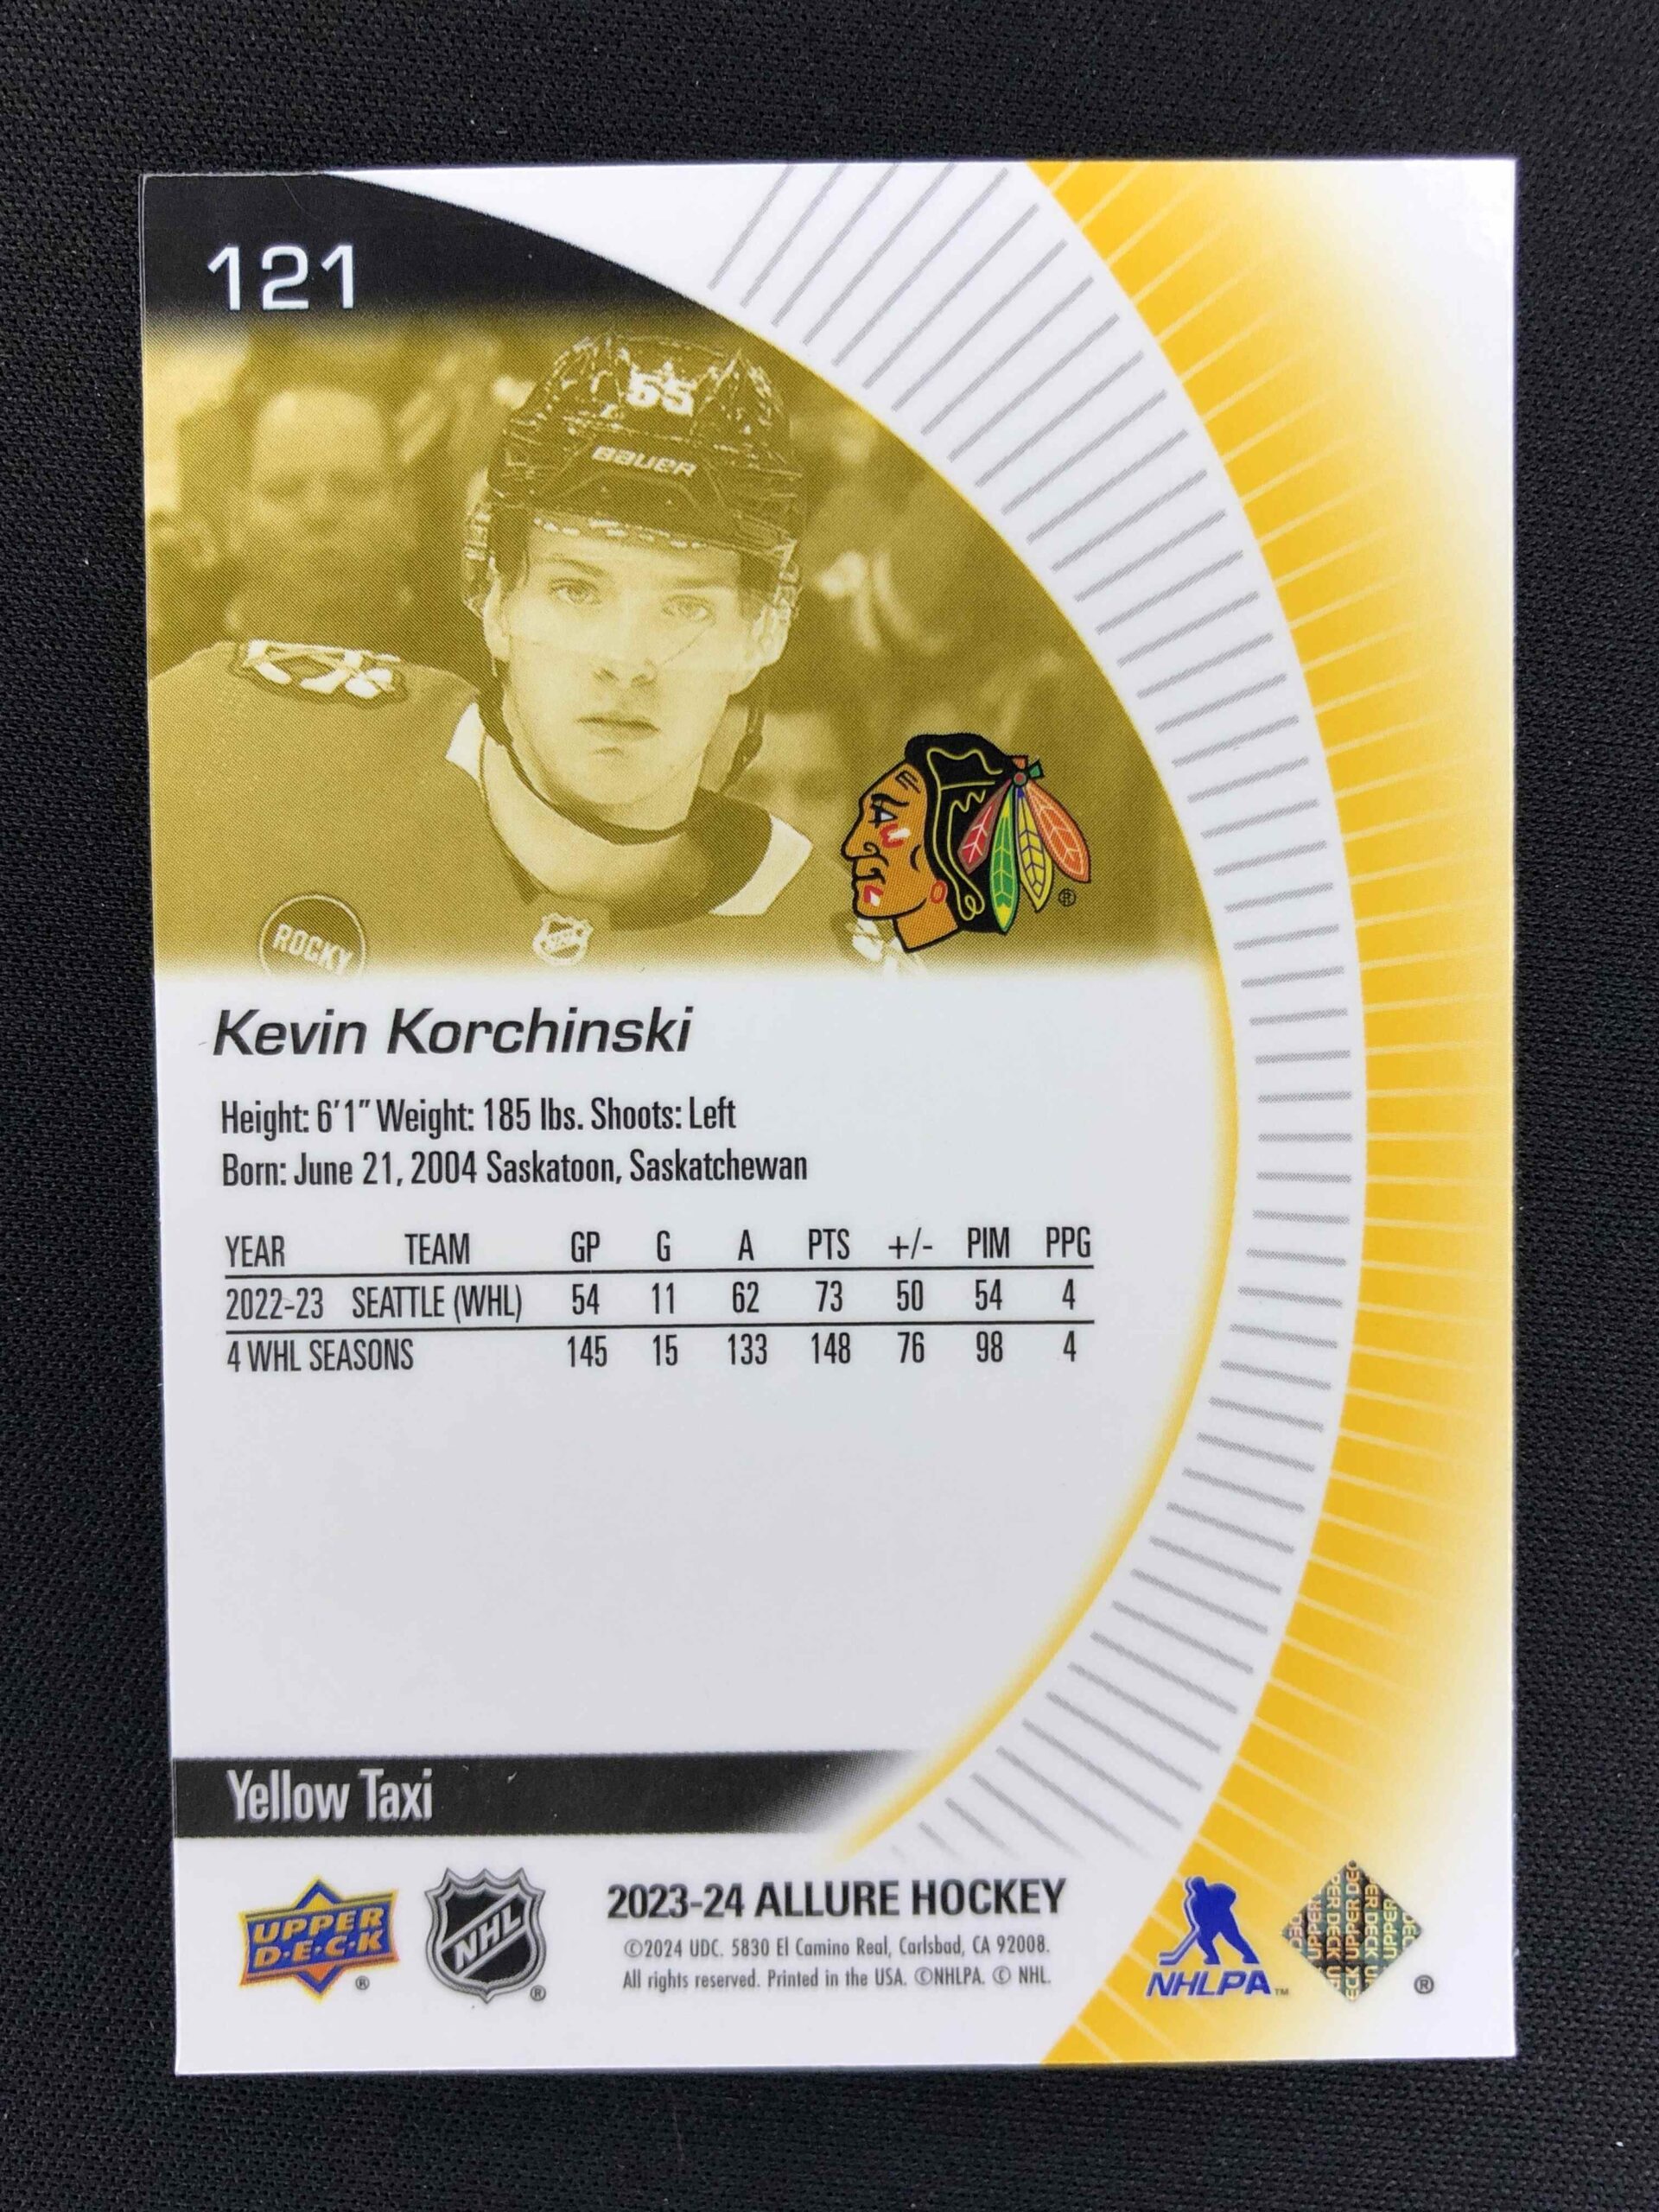 121
55
BAUER
ROCKY
®
Kevin Korchinski
Height: 6'1" Weight: 185 lbs. Shoots: Left
Born: June 21, 2004 Saskatoon, Saskatchewan
YEAR TEAM GP G A PTS +/- PIM PPG
2022-23 SEATTLE (WHL) 54 11 62 73 50 54 4
4 WHL SEASONS 145 15 133 148 76 98 4
Yellow Taxi
UPPER
D·E·C·K
®
NHL
®
2023-24 ALLURE HOCKEY
©2024 UDC. 5830 El Camino Real, Carlsbad, CA 92008.
All rights reserved. Printed in the USA. ©NHLPA. © NHL.
NHLPA™
UPPER DECK
®